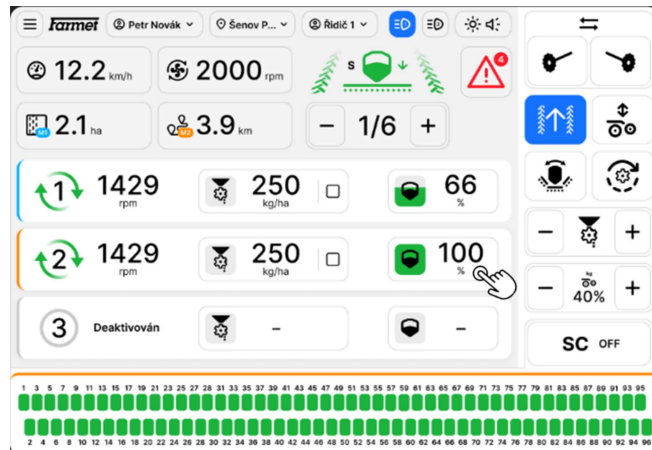 Farmet Petr Novák Šenov P... Řidič 1
12.2 km/h 2000 rpm S 4
M1 2.1 ha M2 3.9 km − 1/6 +
1 1429 rpm 250 kg/ha 66 %
2 1429 rpm 250 kg/ha 100 %
3 Deaktivován – –
− +
− kg 40% +
SC OFF
1 3 5 7 9 11 13 15 17 19 21 23 25 27 28 31 33 35 37 39 41 43 45 47 49 51 53 55 57 59 61 63 65 67 69 71 73 75 77 79 81 83 85 87 89 91 93 95
2 4 6 8 10 12 14 16 18 20 22 24 26 28 30 32 34 36 38 40 42 44 46 48 50 52 54 56 58 60 62 64 66 68 70 72 74 76 78 80 82 84 86 88 90 92 94 96